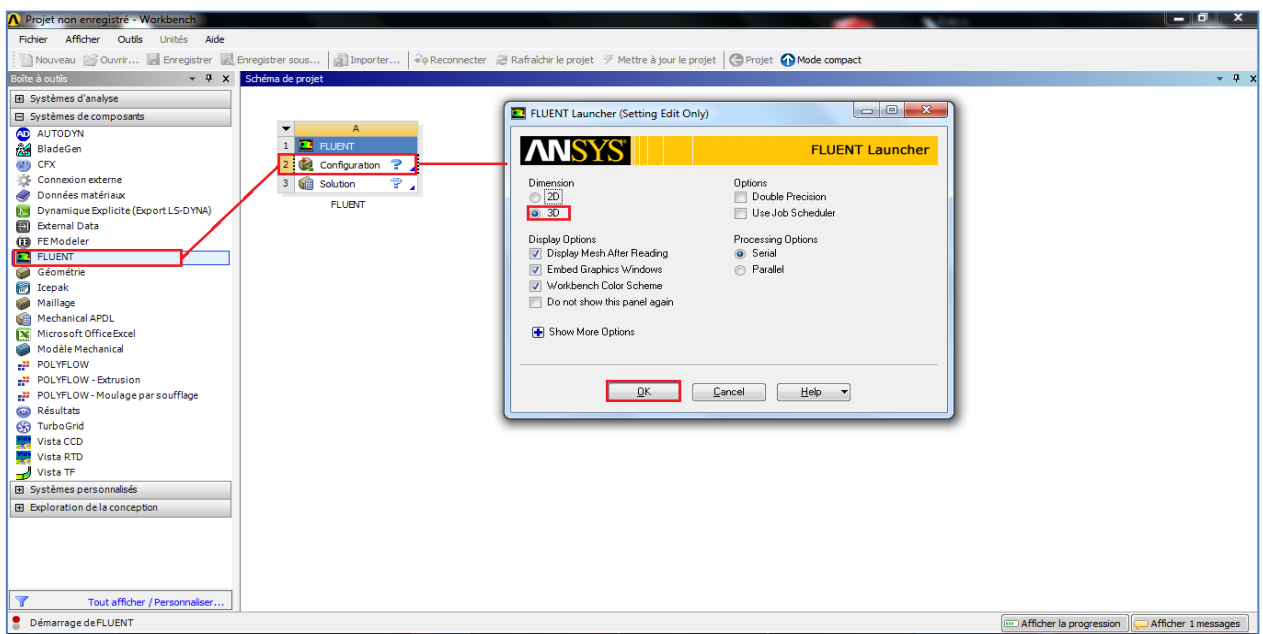 Projet non enregistré - Workbench
Fichier Afficher Outils Unités Aide
Nouveau Ouvrir... Enregistrer Enregistrer sous... Importer... Reconnecter Rafraîchir le projet Mettre à jour le projet Projet Mode compact
Boîte à outils
Systèmes d'analyse
Systèmes de composants
AUTODYN
BladeGen
CFX
Connexion externe
Données matériaux
Dynamique Explicite (Export LS-DYNA)
External Data
FE Modeler
FLUENT
Géométrie
Icepak
Maillage
Mechanical APDL
Microsoft Office Excel
Modèle Mechanical
POLYFLOW
POLYFLOW - Extrusion
POLYFLOW - Moulage par soufflage
Résultats
TurboGrid
Vista CCD
Vista RTD
Vista TF
Systèmes personnalisés
Exploration de la conception
Tout afficher / Personnaliser...
Schéma de projet
A
1 FLUENT
2 Configuration ?
3 Solution ?
FLUENT
FLUENT Launcher (Setting Edit Only)
ANSYS FLUENT Launcher
Dimension
2D
3D
Options
Double Precision
Use Job Scheduler
Display Options
Display Mesh After Reading
Embed Graphics Windows
Workbench Color Scheme
Do not show this panel again
Processing Options
Serial
Parallel
Show More Options
OK Cancel Help
Démarrage de FLUENT
Afficher la progression Afficher 1 messages